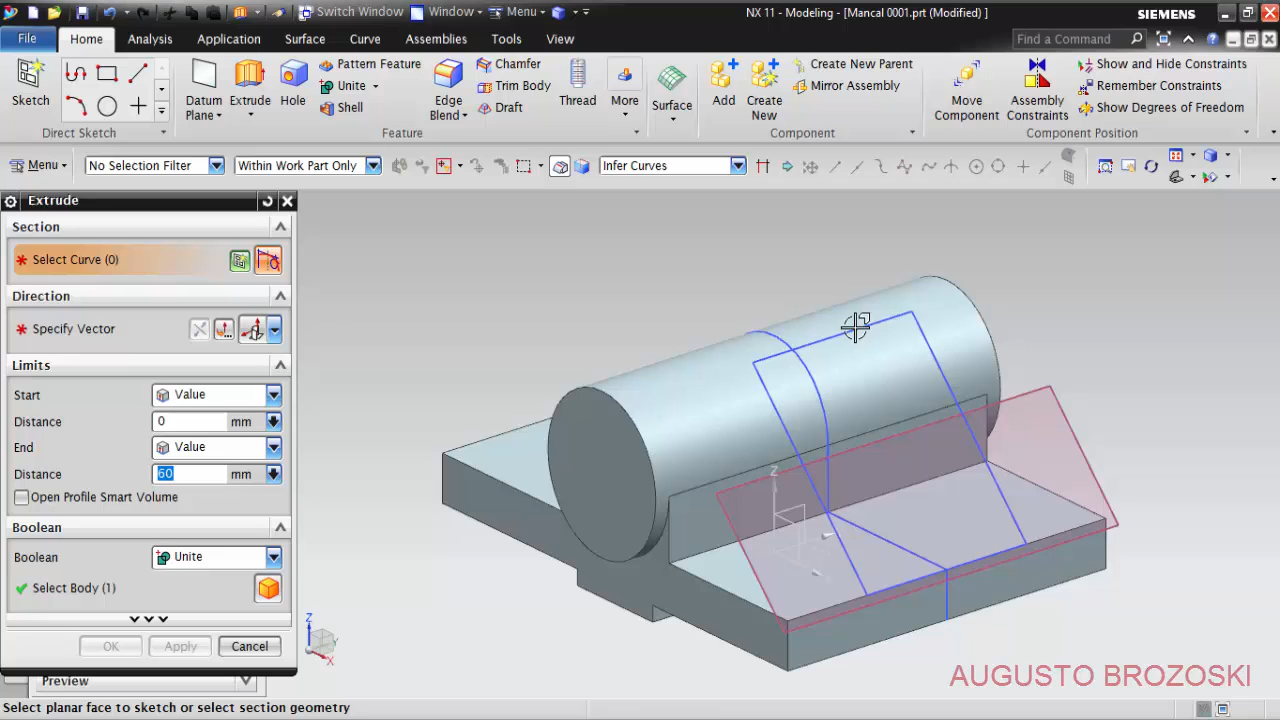 Switch Window Window Menu
NX 11 - Modeling - [Mancal 0001.prt (Modified) ]
SIEMENS
File Home Analysis Application Surface Curve Assemblies Tools View
Find a Command
Sketch
Direct Sketch
Datum Plane
Extrude
Hole
Pattern Feature
Unite
Shell
Edge Blend
Chamfer
Trim Body
Draft
Thread
More
Feature
Surface
Add
Create New
Create New Parent
Mirror Assembly
Component
Move Component
Assembly Constraints
Show and Hide Constraints
Remember Constraints
Show Degrees of Freedom
Component Position
Menu No Selection Filter Within Work Part Only Infer Curves
Extrude
Section
* Select Curve (0)
Direction
* Specify Vector
Limits
Start Value
Distance 0 mm
End Value
Distance 60 mm
Open Profile Smart Volume
Boolean
Boolean Unite
Select Body (1)
OK Apply Cancel
Preview
Z
Z
Y
X
AUGUSTO BROZOSKI
Select planar face to sketch or select section geometry